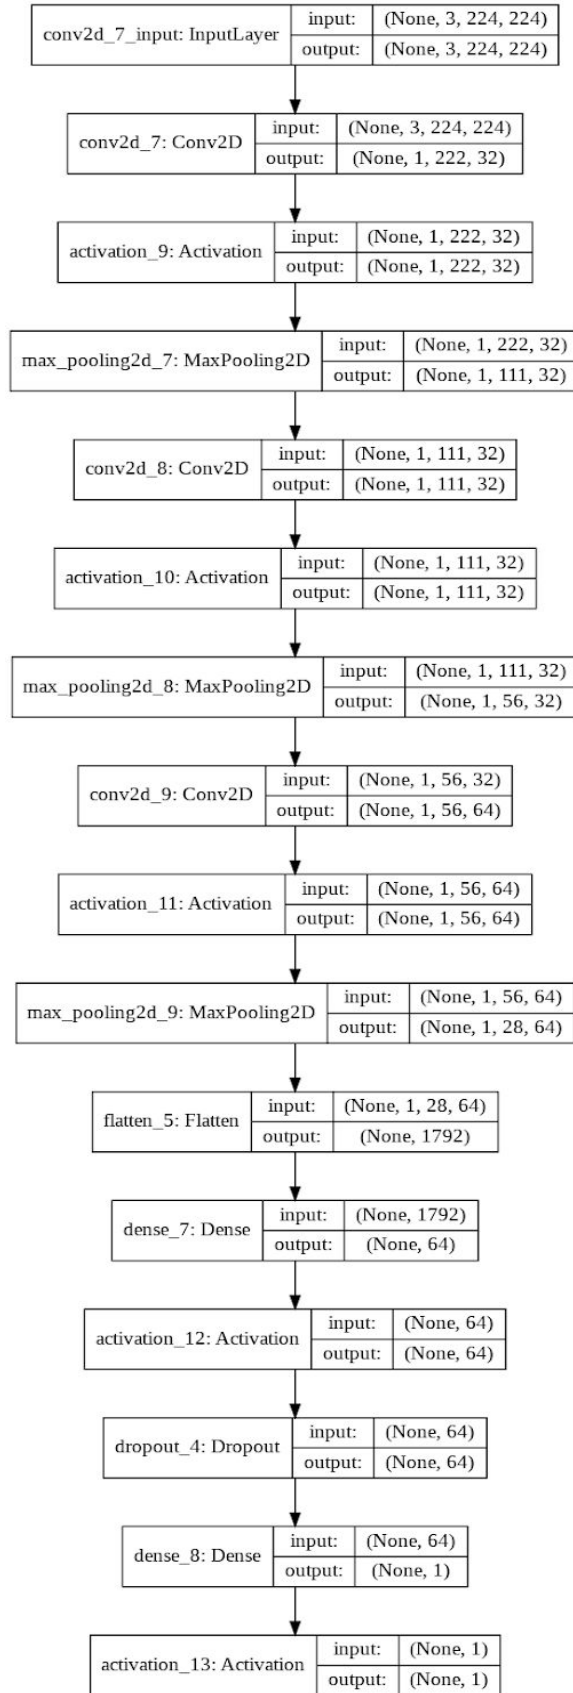 conv2d_7_input: InputLayer
input: (None, 3, 224, 224)
output: (None, 3, 224, 224)
conv2d_7: Conv2D
input: (None, 3, 224, 224)
output: (None, 1, 222, 32)
activation_9: Activation
input: (None, 1, 222, 32)
output: (None, 1, 222, 32)
max_pooling2d_7: MaxPooling2D
input: (None, 1, 222, 32)
output: (None, 1, 111, 32)
conv2d_8: Conv2D
input: (None, 1, 111, 32)
output: (None, 1, 111, 32)
activation_10: Activation
input: (None, 1, 111, 32)
output: (None, 1, 111, 32)
max_pooling2d_8: MaxPooling2D
input: (None, 1, 111, 32)
output: (None, 1, 56, 32)
conv2d_9: Conv2D
input: (None, 1, 56, 32)
output: (None, 1, 56, 64)
activation_11: Activation
input: (None, 1, 56, 64)
output: (None, 1, 56, 64)
max_pooling2d_9: MaxPooling2D
input: (None, 1, 56, 64)
output: (None, 1, 28, 64)
flatten_5: Flatten
input: (None, 1, 28, 64)
output: (None, 1792)
dense_7: Dense
input: (None, 1792)
output: (None, 64)
activation_12: Activation
input: (None, 64)
output: (None, 64)
dropout_4: Dropout
input: (None, 64)
output: (None, 64)
dense_8: Dense
input: (None, 64)
output: (None, 1)
activation_13: Activation
input: (None, 1)
output: (None, 1)